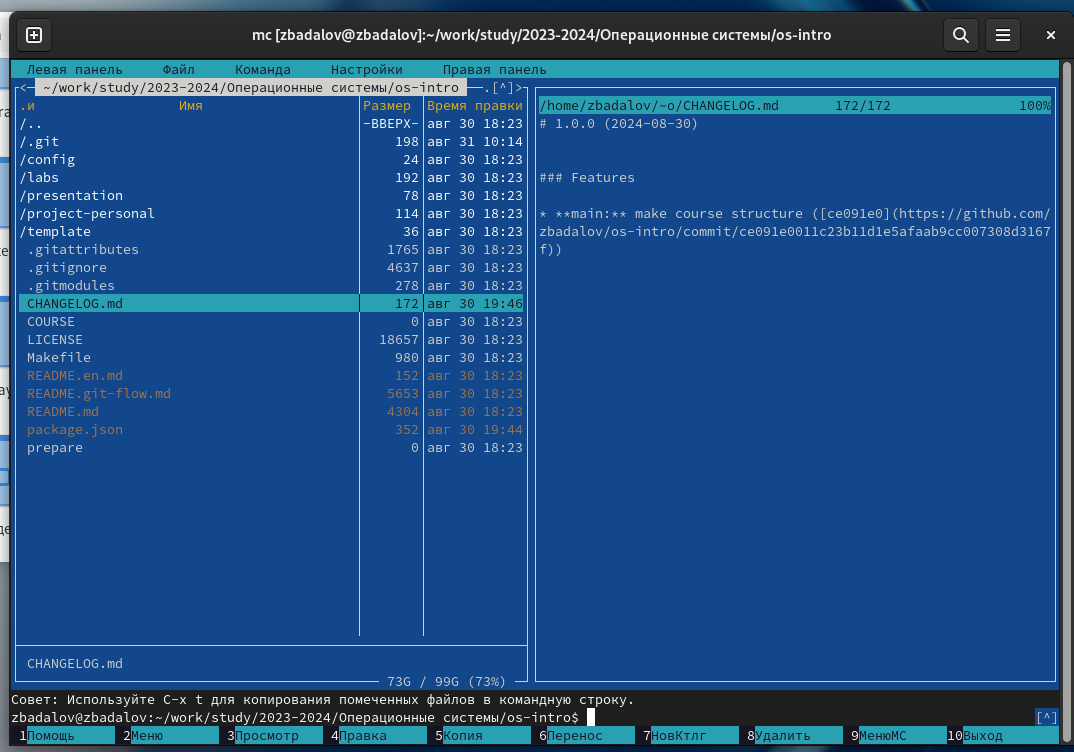 mc [zbadalov@zbadalov]:~/work/study/2023-2024/Операционные системы/os-intro
Левая панель Файл Команда Настройки Правая панель
<─ ~/work/study/2023-2024/Операционные системы/os-intro ──.[^]>
.и Имя Размер Время правки
/.. -ВВЕРХ- авг 30 18:23
/.git 198 авг 31 10:14
/config 24 авг 30 18:23
/labs 192 авг 30 18:23
/presentation 78 авг 30 18:23
/project-personal 114 авг 30 18:23
/template 36 авг 30 18:23
.gitattributes 1765 авг 30 18:23
.gitignore 4637 авг 30 18:23
.gitmodules 278 авг 30 18:23
CHANGELOG.md 172 авг 30 19:46
COURSE 0 авг 30 18:23
LICENSE 18657 авг 30 18:23
Makefile 980 авг 30 18:23
README.en.md 152 авг 30 18:23
README.git-flow.md 5653 авг 30 18:23
README.md 4304 авг 30 18:23
package.json 352 авг 30 19:44
prepare 0 авг 30 18:23
CHANGELOG.md
73G / 99G (73%)
/home/zbadalov/~o/CHANGELOG.md 172/172 100%
# 1.0.0 (2024-08-30)
### Features
* **main:** make course structure ([ce091e0](https://github.com/
zbadalov/os-intro/commit/ce091e0011c23b11d1e5afaab9cc007308d3167
f))
Совет: Используйте C-x t для копирования помеченных файлов в командную строку.
zbadalov@zbadalov:~/work/study/2023-2024/Операционные системы/os-intro$ [^]
1Помощь 2Меню 3Просмотр 4Правка 5Копия 6Перенос 7НовКтлг 8Удалить 9МенюМС 10Выход